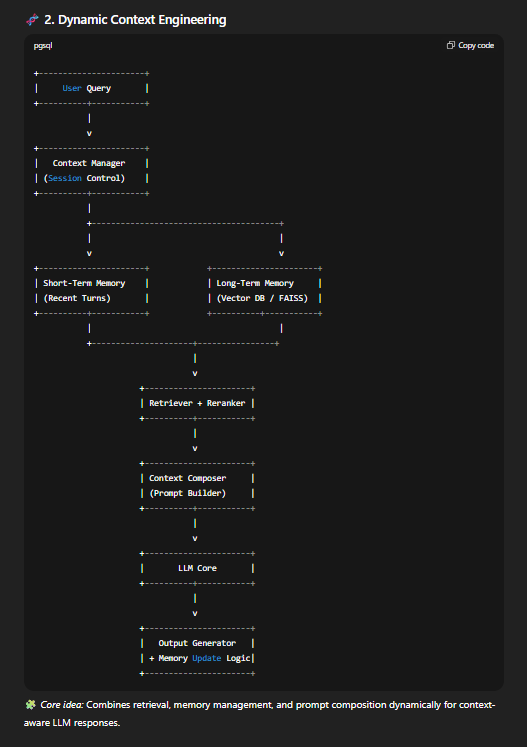 🧬 2. Dynamic Context Engineering
pgsql
Copy code
+----------------------+
|     User Query       |
+----------+-----------+
|
v
+----------------------+
|   Context Manager    |
| (Session Control)    |
+----------+-----------+
|
+---------------------------------------+
|                                       |
v                                       v
+----------------------+            +----------------------+
| Short-Term Memory    |            | Long-Term Memory     |
| (Recent Turns)       |            | (Vector DB / FAISS)  |
+----------+-----------+            +----------+-----------+
|                                       |
+---------------------+----------------+
|
v
+----------------------+
| Retriever + Reranker |
+----------+-----------+
|
v
+----------------------+
| Context Composer     |
| (Prompt Builder)     |
+----------+-----------+
|
v
+----------------------+
|       LLM Core       |
+----------+-----------+
|
v
+----------------------+
|   Output Generator   |
| + Memory Update Logic|
+----------------------+
🧩 Core idea: Combines retrieval, memory management, and prompt composition dynamically for context-
aware LLM responses.